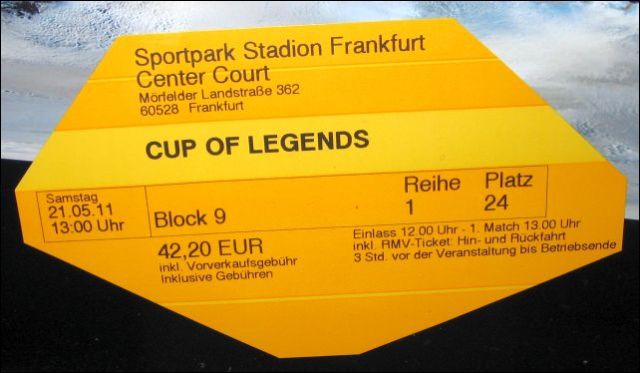 Sportpark Stadion Frankfurt
Center Court
Mörfelder Landstraße 362
60528 Frankfurt
CUP OF LEGENDS
Samstag
21.05.11
13:00 Uhr
Block 9
Reihe Platz
1 24
42,20 EUR
inkl. Vorverkaufsgebühr
Inklusive Gebühren
Einlass 12.00 Uhr - 1. Match 13.00 Uhr
inkl. RMV-Ticket: Hin- und Rückfahrt
3 Std. vor der Veranstaltung bis Betriebsende